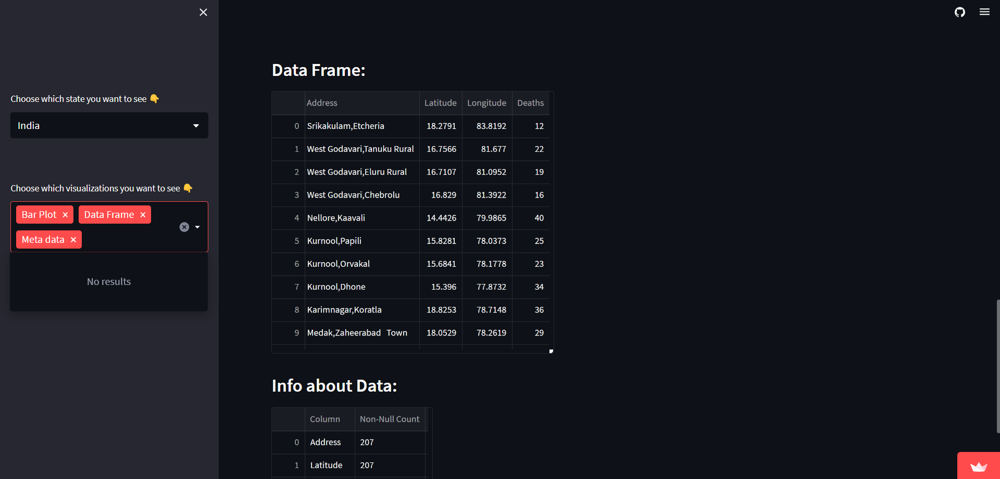 Choose which state you want to see 👇
India
Choose which visualizations you want to see 👇
Bar Plot
Data Frame
Meta data
No results
Data Frame:
Address Latitude Longitude Deaths
0 Srikakulam,Etcheria 18.2791 83.8192 12
1 West Godavari,Tanuku Rural 16.7566 81.677 22
2 West Godavari,Eluru Rural 16.7107 81.0952 19
3 West Godavari,Chebrolu 16.829 81.3922 16
4 Nellore,Kaavali 14.4426 79.9865 40
5 Kurnool,Papili 15.8281 78.0373 25
6 Kurnool,Orvakal 15.6841 78.1778 23
7 Kurnool,Dhone 15.396 77.8732 34
8 Karimnagar,Koratla 18.8253 78.7148 36
9 Medak,Zaheerabad Town 18.0529 78.2619 29
Info about Data:
Column Non-Null Count
0 Address 207
1 Latitude 207